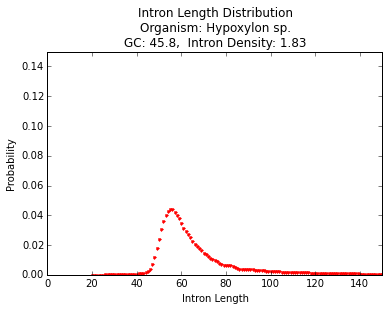 Intron Length Distribution
Organism: Hypoxylon sp.
GC: 45.8,  Intron Density: 1.83
0.14
0.12
0.10
0.08
0.06
0.04
0.02
0.00
Probability
0 20 40 60 80 100 120 140
Intron Length